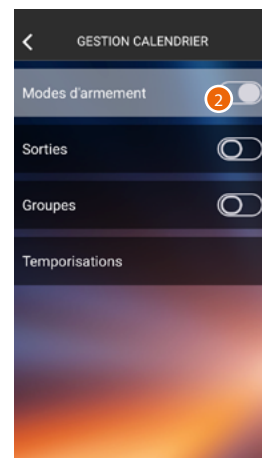 GESTION CALENDRIER
Modes d'armement
2
Sorties
Groupes
Temporisations